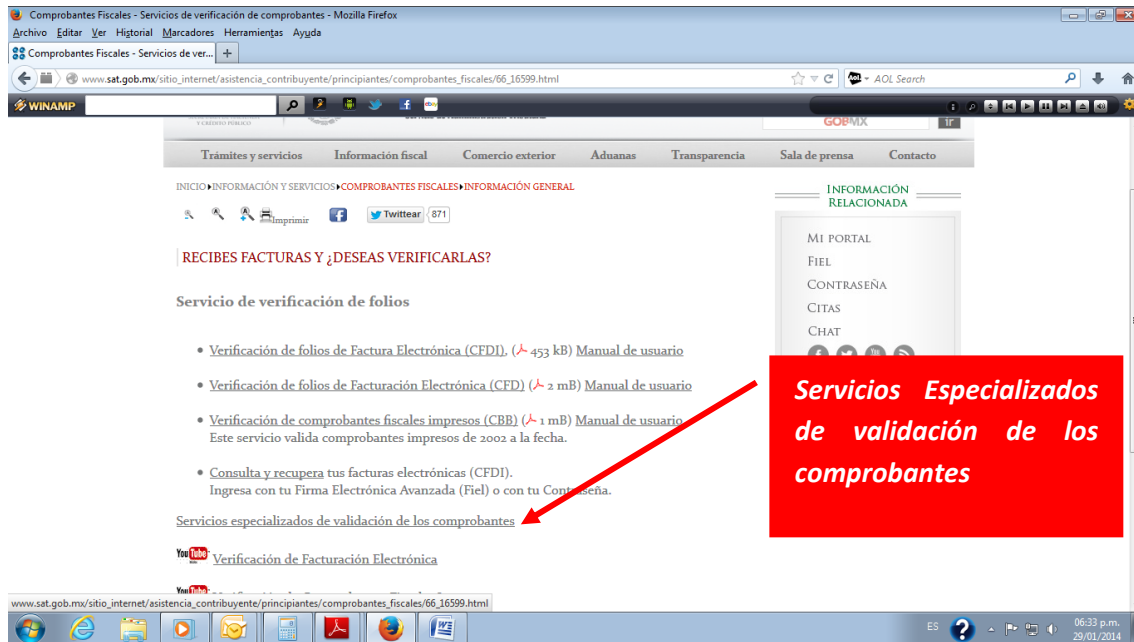 Comprobantes Fiscales - Servicios de verificación de comprobantes - Mozilla Firefox
Archivo Editar Ver Historial Marcadores Herramientas Ayuda
Comprobantes Fiscales - Servicios de ver...
www.sat.gob.mx/sitio_internet/asistencia_contribuyente/principiantes/comprobantes_fiscales/66_16599.html
Aol. AOL Search
WINAMP
ebay
Y CRÉDITO PÚBLICO
GOBMX
ir
Trámites y servicios Información fiscal Comercio exterior Aduanas Transparencia Sala de prensa Contacto
INICIO INFORMACIÓN Y SERVICIOS COMPROBANTES FISCALES INFORMACIÓN GENERAL
Imprimir Twittear 871
RECIBES FACTURAS Y ¿DESEAS VERIFICARLAS?
Servicio de verificación de folios
• Verificación de folios de Factura Electrónica (CFDI), (453 kB) Manual de usuario
• Verificación de folios de Facturación Electrónica (CFD) (2 mB) Manual de usuario
• Verificación de comprobantes fiscales impresos (CBB) (1 mB) Manual de usuario
Este servicio valida comprobantes impresos de 2002 a la fecha.
• Consulta y recupera tus facturas electrónicas (CFDI).
Ingresa con tu Firma Electrónica Avanzada (Fiel) o con tu Contraseña.
Servicios especializados de validación de los comprobantes
YouTube Verificación de Facturación Electrónica
INFORMACIÓN
RELACIONADA
MI PORTAL
FIEL
CONTRASEÑA
CITAS
CHAT
Servicios Especializados
de validación de los
comprobantes
www.sat.gob.mx/sitio_internet/asistencia_contribuyente/principiantes/comprobantes_fiscales/66_16599.html
ES
06:33 p.m.
29/01/2014